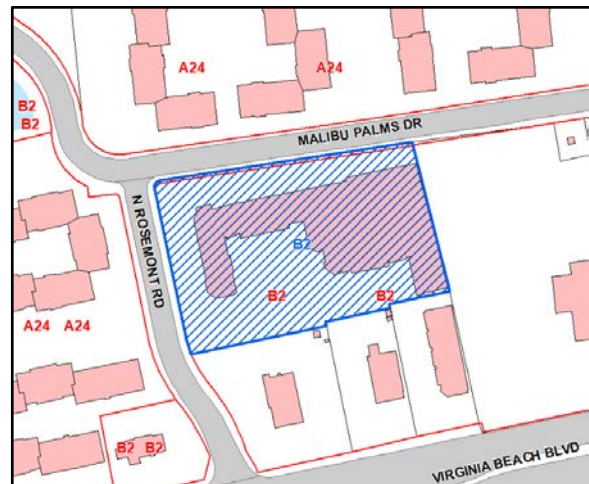 A24 A24
B2
B2
MALIBU PALMS DR
N ROSEMONT RD
B2
B2 B2
A24 A24
B2 B2
VIRGINIA BEACH BLVD